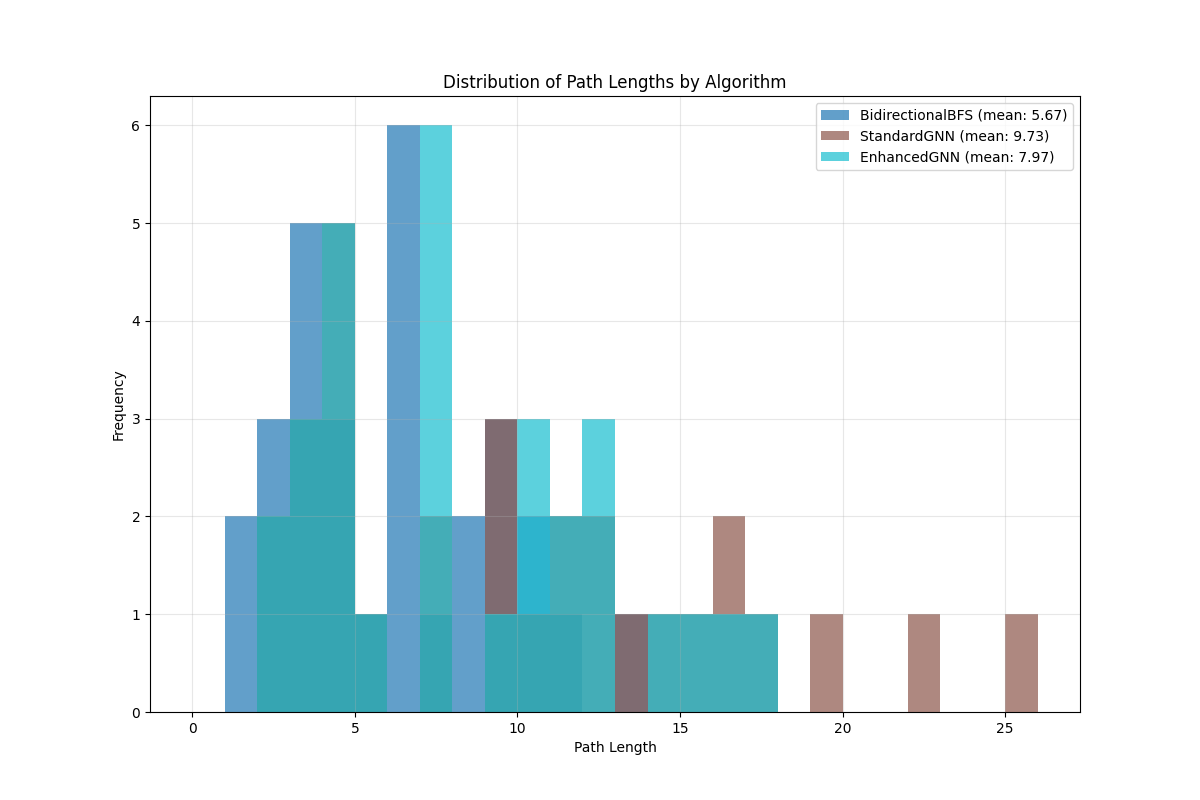 Distribution of Path Lengths by Algorithm
BidirectionalBFS (mean: 5.67)
StandardGNN (mean: 9.73)
EnhancedGNN (mean: 7.97)
6
5
4
3
2
1
0
Frequency
0 5 10 15 20 25
Path Length